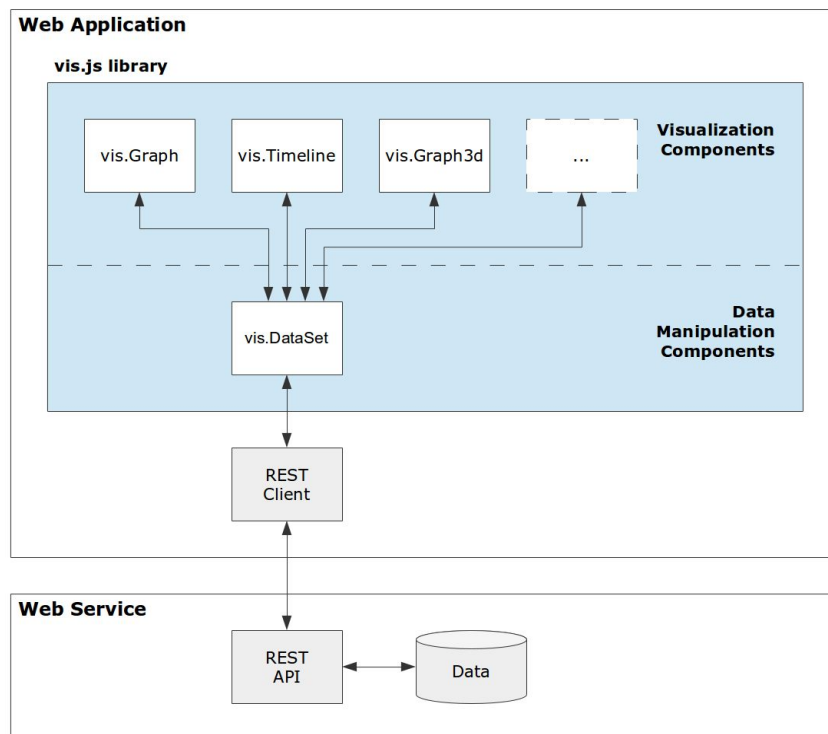 Web Application
vis.js library
vis.Graph
vis.Timeline
vis.Graph3d
...
Visualization
Components
vis.DataSet
Data
Manipulation
Components
REST
Client
Web Service
REST
API
Data